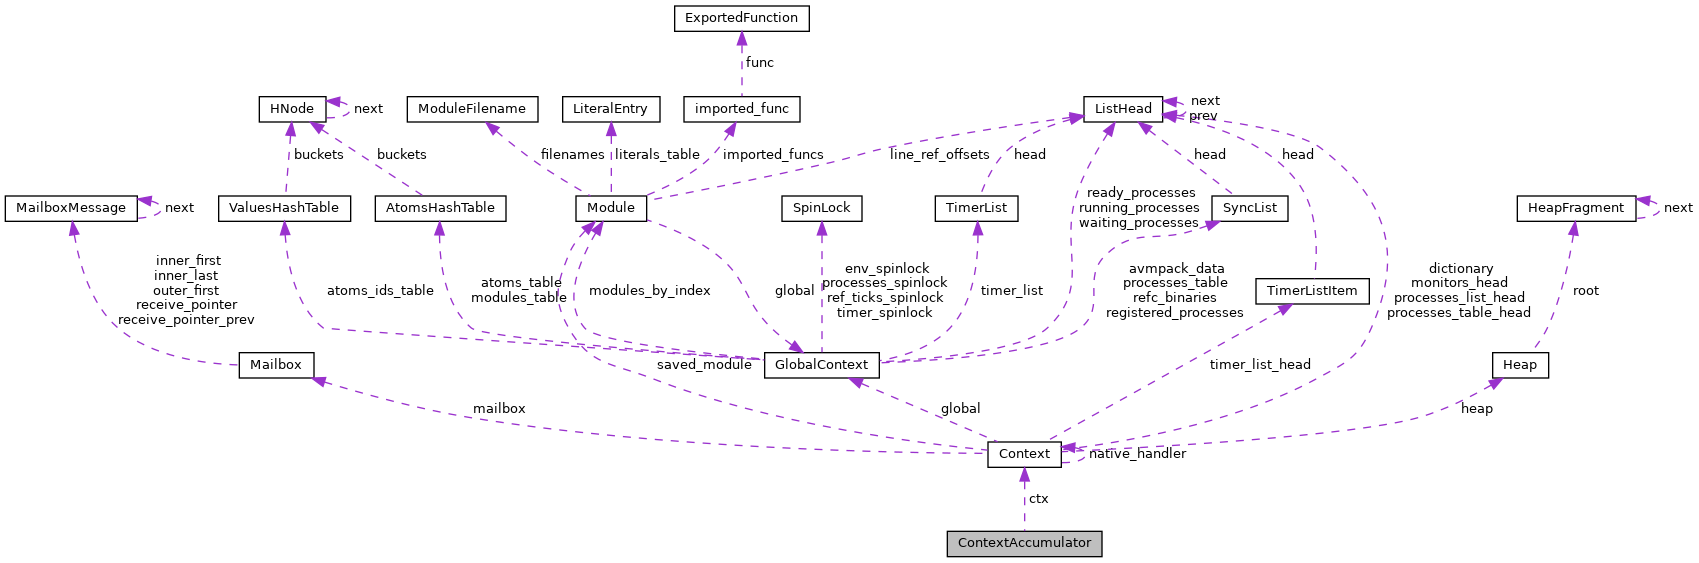 ExportedFunction
func
HNode
next
ModuleFilename
LiteralEntry
imported_func
ListHead
next
prev
buckets
buckets
filenames
literals_table
imported_funcs
line_ref_offsets
head
head
head
MailboxMessage
next
ValuesHashTable
AtomsHashTable
Module
SpinLock
TimerList
ready_processes
running_processes
waiting_processes
SyncList
HeapFragment
next
inner_first
inner_last
outer_first
receive_pointer
receive_pointer_prev
atoms_ids_table
atoms_table
modules_table
modules_by_index
global
env_spinlock
processes_spinlock
ref_ticks_spinlock
timer_spinlock
timer_list
avmpack_data
processes_table
refc_binaries
registered_processes
TimerListItem
dictionary
monitors_head
processes_list_head
processes_table_head
root
Mailbox
saved_module
GlobalContext
timer_list_head
Heap
mailbox
global
heap
Context
native_handler
ctx
ContextAccumulator